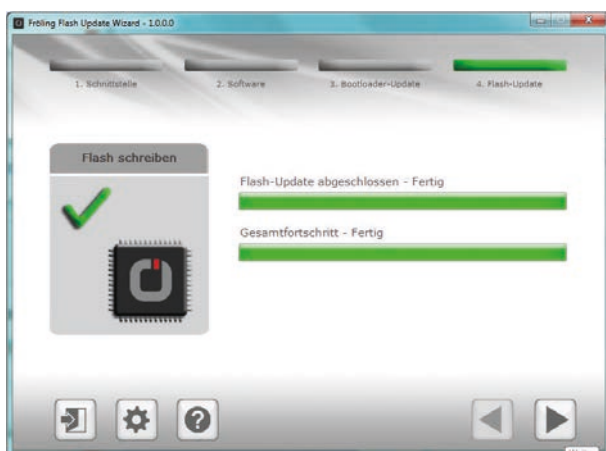 Fröling Flash Update Wizard - 1.0.0.0
1. Schnittstelle
2. Software
3. Bootloader-Update
4. Flash-Update
Flash schreiben
Flash-Update abgeschlossen - Fertig
Gesamtfortschritt - Fertig